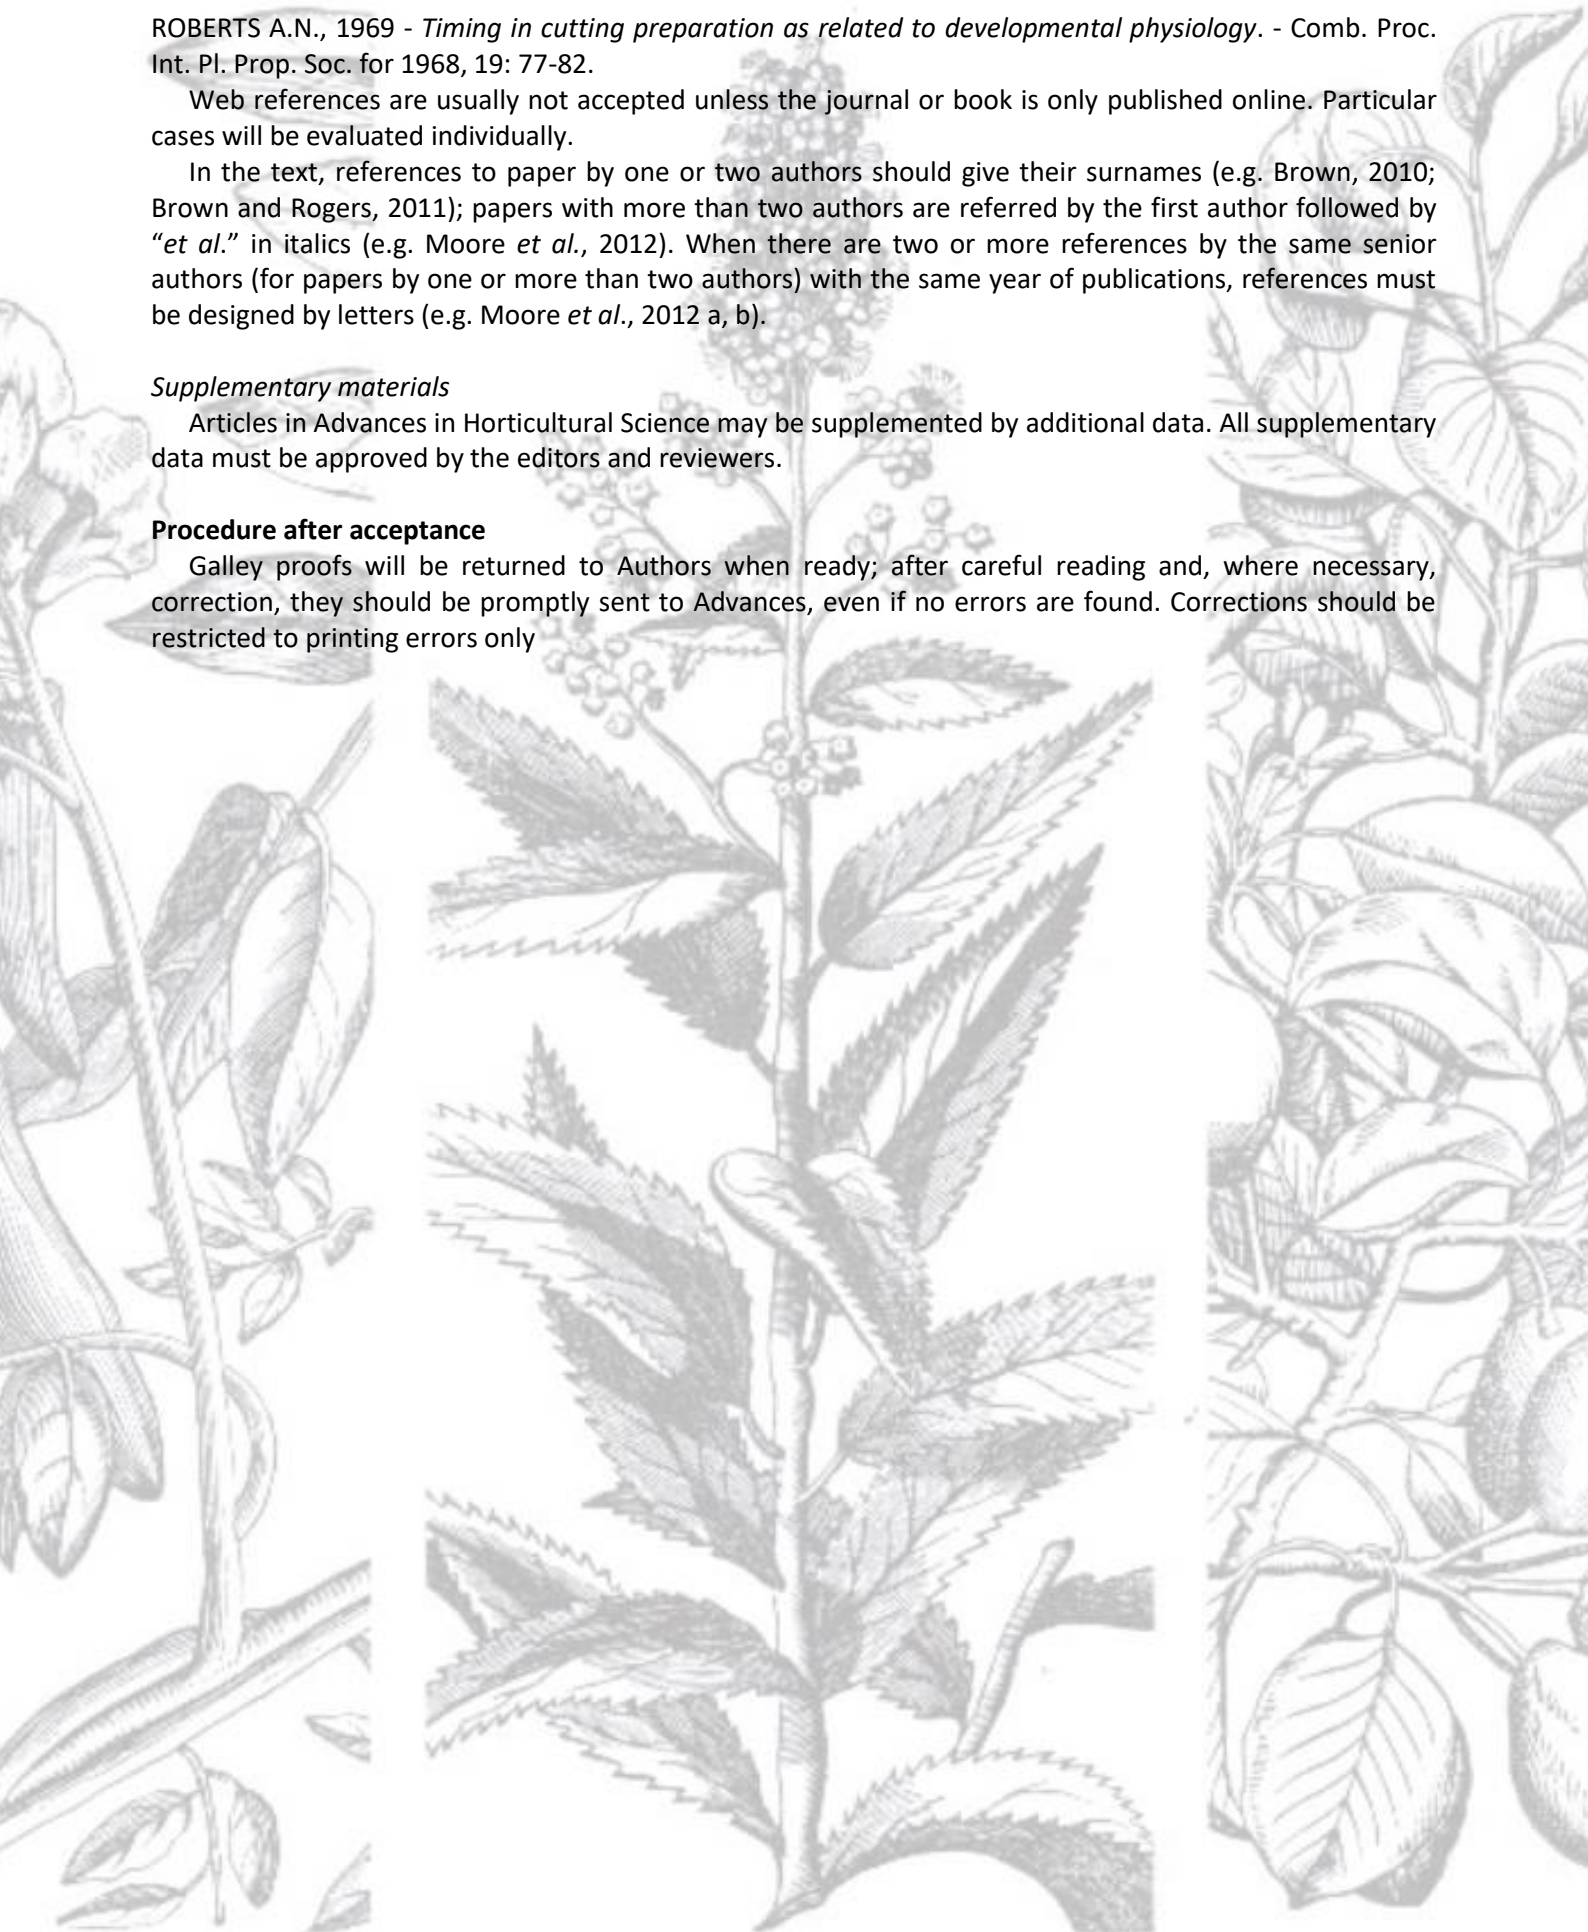 ROBERTS A.N., 1969 - Timing in cutting preparation as related to developmental physiology. - Comb. Proc.
Int. Pl. Prop. Soc. for 1968, 19: 77-82.
Web references are usually not accepted unless the journal or book is only published online. Particular
cases will be evaluated individually.
In the text, references to paper by one or two authors should give their surnames (e.g. Brown, 2010;
Brown and Rogers, 2011); papers with more than two authors are referred by the first author followed by
“et al.” in italics (e.g. Moore et al., 2012). When there are two or more references by the same senior
authors (for papers by one or more than two authors) with the same year of publications, references must
be designed by letters (e.g. Moore et al., 2012 a, b).
Supplementary materials
Articles in Advances in Horticultural Science may be supplemented by additional data. All supplementary
data must be approved by the editors and reviewers.
Procedure after acceptance
Galley proofs will be returned to Authors when ready; after careful reading and, where necessary,
correction, they should be promptly sent to Advances, even if no errors are found. Corrections should be
restricted to printing errors only